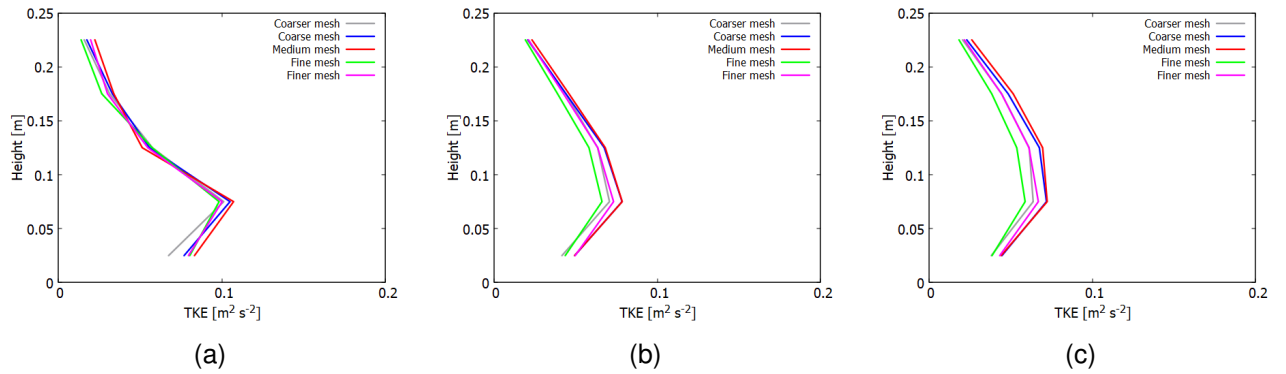 0.25
0.2
0.15
0.1
0.05
0
0
0.1
0.2
Height [m]
TKE [m² s⁻²]
Coarser mesh
Coarse mesh
Medium mesh
Fine mesh
Finer mesh
(a)
0.25
0.2
0.15
0.1
0.05
0
0
0.1
0.2
Height [m]
TKE [m² s⁻²]
Coarser mesh
Coarse mesh
Medium mesh
Fine mesh
Finer mesh
(b)
0.25
0.2
0.15
0.1
0.05
0
0
0.1
0.2
Height [m]
TKE [m² s⁻²]
Coarser mesh
Coarse mesh
Medium mesh
Fine mesh
Finer mesh
(c)